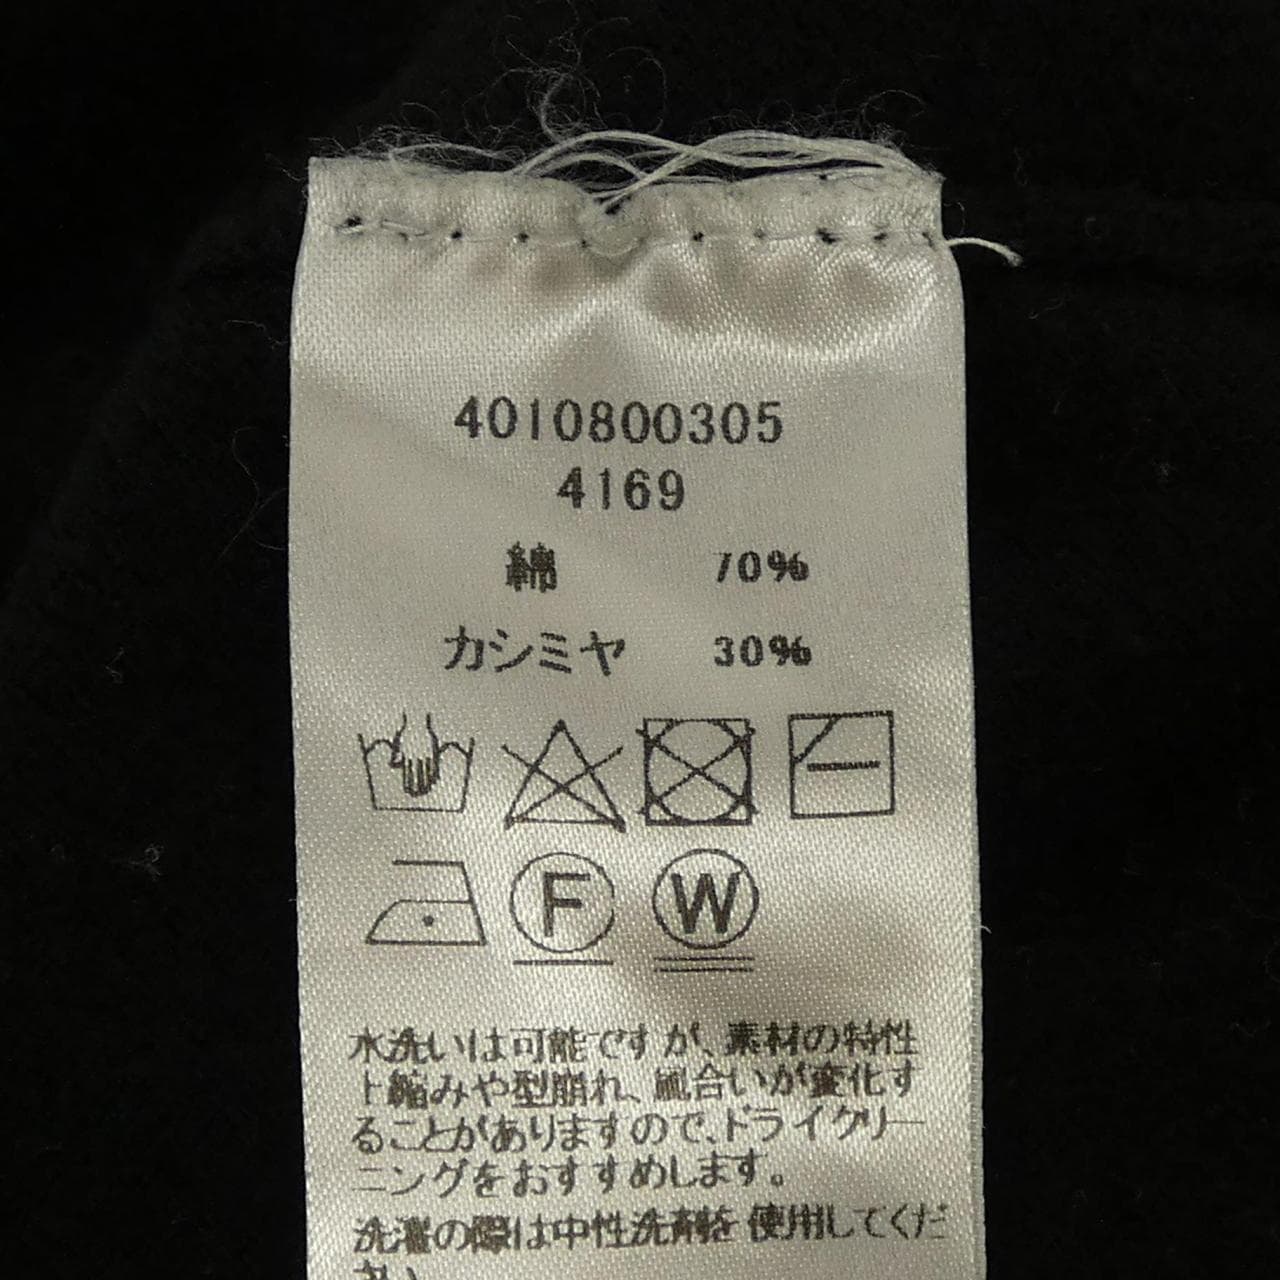 4010800305
4169
綿 70%
カシミヤ 30%
F W
水洗いは可能ですが、素材の特性
上縮みや型崩れ、風合いが変化す
ることがありますので、ドライクリー
ニングをおすすめします。
洗濯の際は中性洗剤を使用してくだ
さい